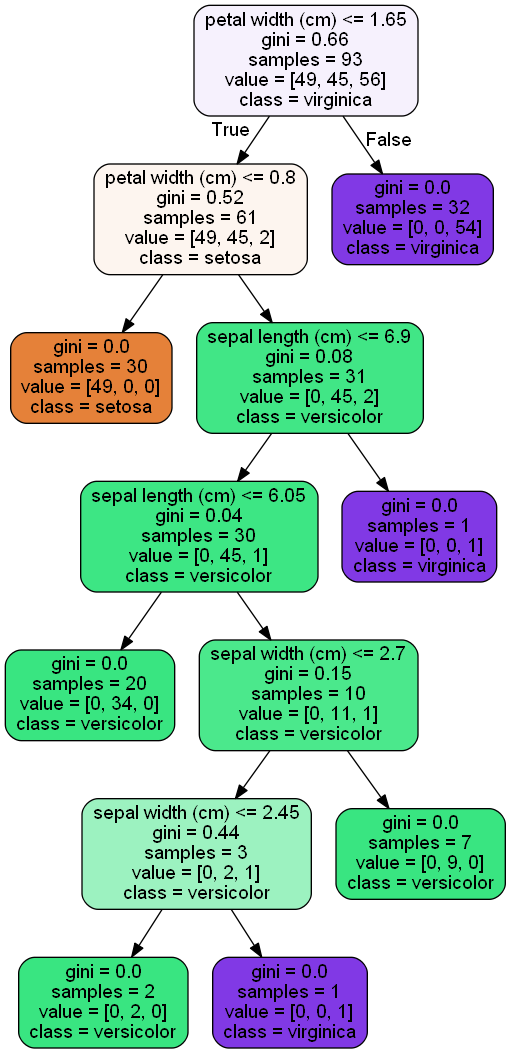 petal width (cm) <= 1.65
gini = 0.66
samples = 93
value = [49, 45, 56]
class = virginica
True
False
petal width (cm) <= 0.8
gini = 0.52
samples = 61
value = [49, 45, 2]
class = setosa
gini = 0.0
samples = 32
value = [0, 0, 54]
class = virginica
gini = 0.0
samples = 30
value = [49, 0, 0]
class = setosa
sepal length (cm) <= 6.9
gini = 0.08
samples = 31
value = [0, 45, 2]
class = versicolor
sepal length (cm) <= 6.05
gini = 0.04
samples = 30
value = [0, 45, 1]
class = versicolor
gini = 0.0
samples = 1
value = [0, 0, 1]
class = virginica
gini = 0.0
samples = 20
value = [0, 34, 0]
class = versicolor
sepal width (cm) <= 2.7
gini = 0.15
samples = 10
value = [0, 11, 1]
class = versicolor
sepal width (cm) <= 2.45
gini = 0.44
samples = 3
value = [0, 2, 1]
class = versicolor
gini = 0.0
samples = 7
value = [0, 9, 0]
class = versicolor
gini = 0.0
samples = 2
value = [0, 2, 0]
class = versicolor
gini = 0.0
samples = 1
value = [0, 0, 1]
class = virginica